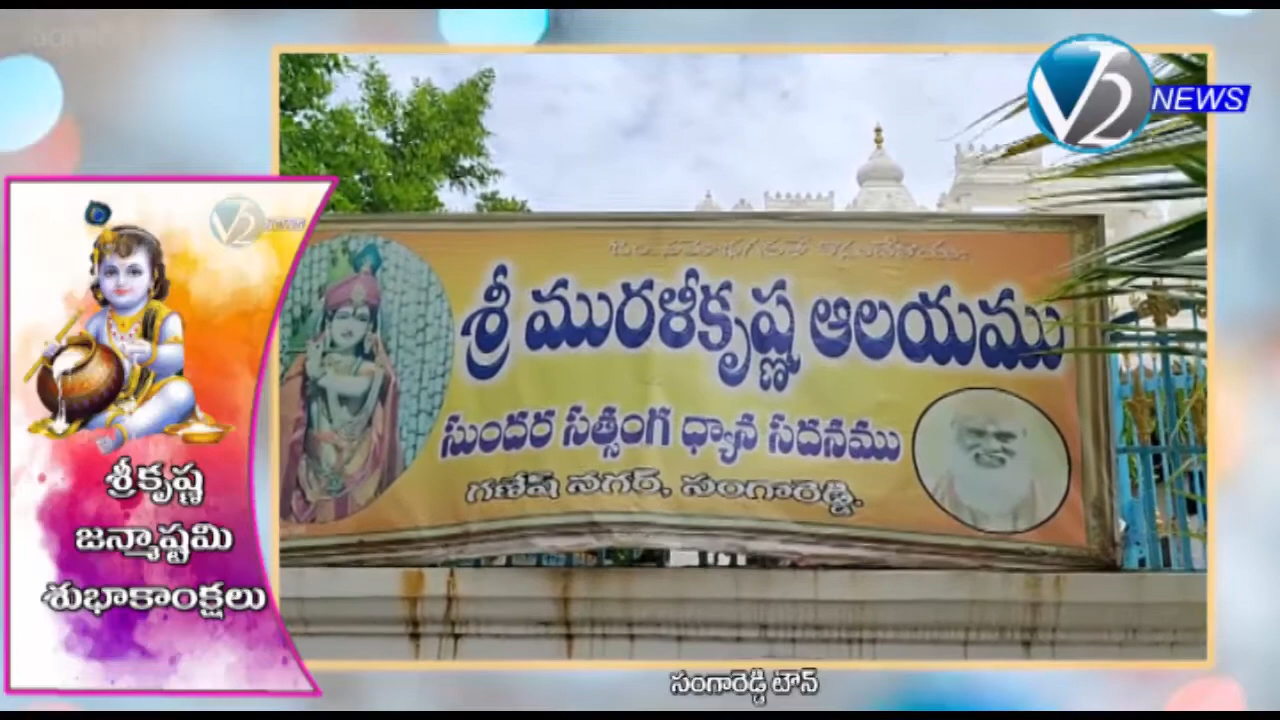 V2 NEWS
శ్రీ మురళీకృష్ణ ఆలయము
సుందర సత్సంగ ధ్యాన సదనము
గణేష్ నగర్, సంగారెడ్డి.
శ్రీకృష్ణ
జన్మాష్టమి
శుభాకాంక్షలు
సంగారెడ్డి టౌన్